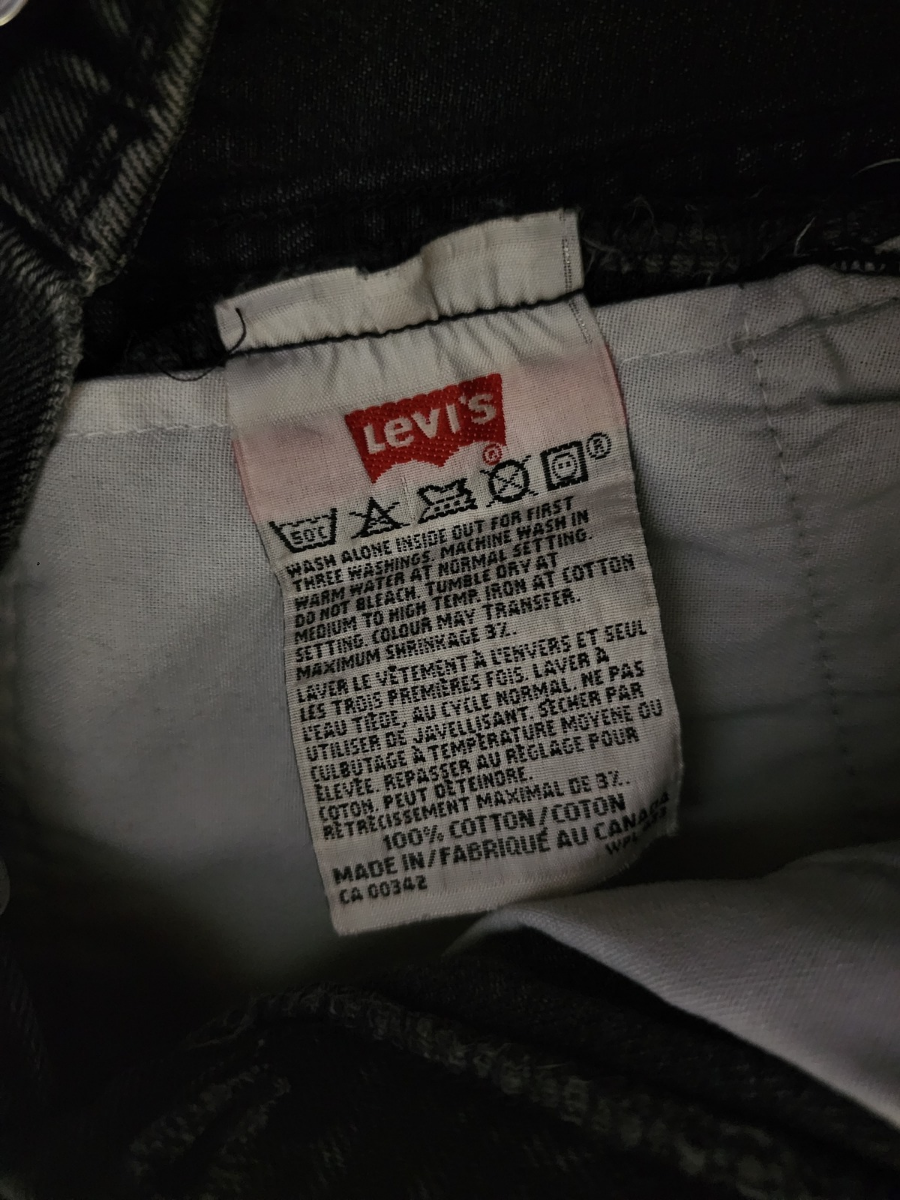 LEVI'S
®
50°C
®
WASH ALONE INSIDE OUT FOR FIRST
THREE WASHINGS. MACHINE WASH IN
WARM WATER AT NORMAL SETTING.
DO NOT BLEACH. TUMBLE DRY AT
MEDIUM TO HIGH TEMP. IRON AT COTTON
SETTING. COLOUR MAY TRANSFER.
MAXIMUM SHRINKAGE 3%.
LAVER LE VÊTEMENT À L'ENVERS ET SEUL
LES TROIS PREMIÈRES FOIS. LAVER À
L'EAU TIÈDE, AU CYCLE NORMAL. NE PAS
UTILISER DE JAVELLISANT. SÉCHER PAR
CULBUTAGE À TEMPÉRATURE MOYENE OU
ÉLEVÉE. REPASSER AU RÉGLAGE POUR
COTON. PEUT DÉTEINDRE.
RÉTRÉCISSEMENT MAXIMAL DE 3%.
100% COTTON/COTON
MADE IN/FABRIQUÉ AU CANADA
CA 00342